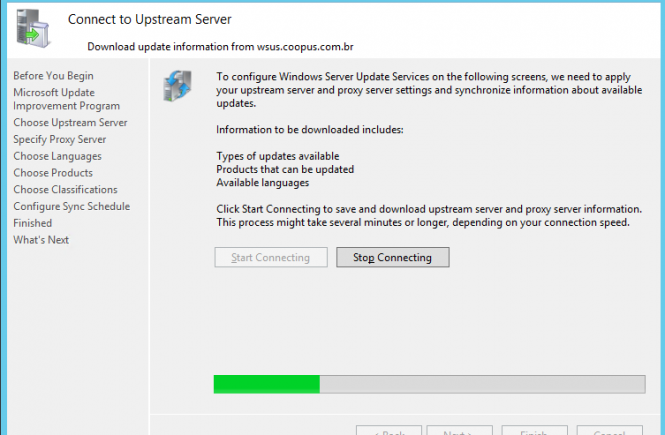 Connect to Upstream Server
Download update information from wsus.coopus.com.br
Before You Begin
Microsoft Update
Improvement Program
Choose Upstream Server
Specify Proxy Server
Choose Languages
Choose Products
Choose Classifications
Configure Sync Schedule
Finished
What's Next
To configure Windows Server Update Services on the following screens, we need to apply
your upstream server and proxy server settings and synchronize information about available
updates.
Information to be downloaded includes:
Types of updates available
Products that can be updated
Available languages
Click Start Connecting to save and download upstream server and proxy server information.
This process might take several minutes or longer, depending on your connection speed.
Start Connecting
Stop Connecting
< Back
Next >
Finish
Cancel